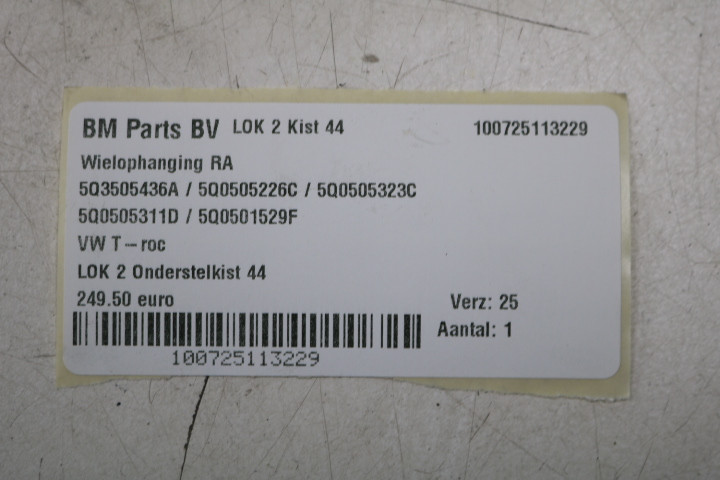 BM Parts BV LOK 2 Kist 44 100725113229
Wielophanging RA
5Q3505436A / 5Q0505226C / 5Q0505323C
5Q0505311D / 5Q0501529F
VW T-roc
LOK 2 Onderstelkist 44
249.50 euro Verz: 25
Aantal: 1
100725113229